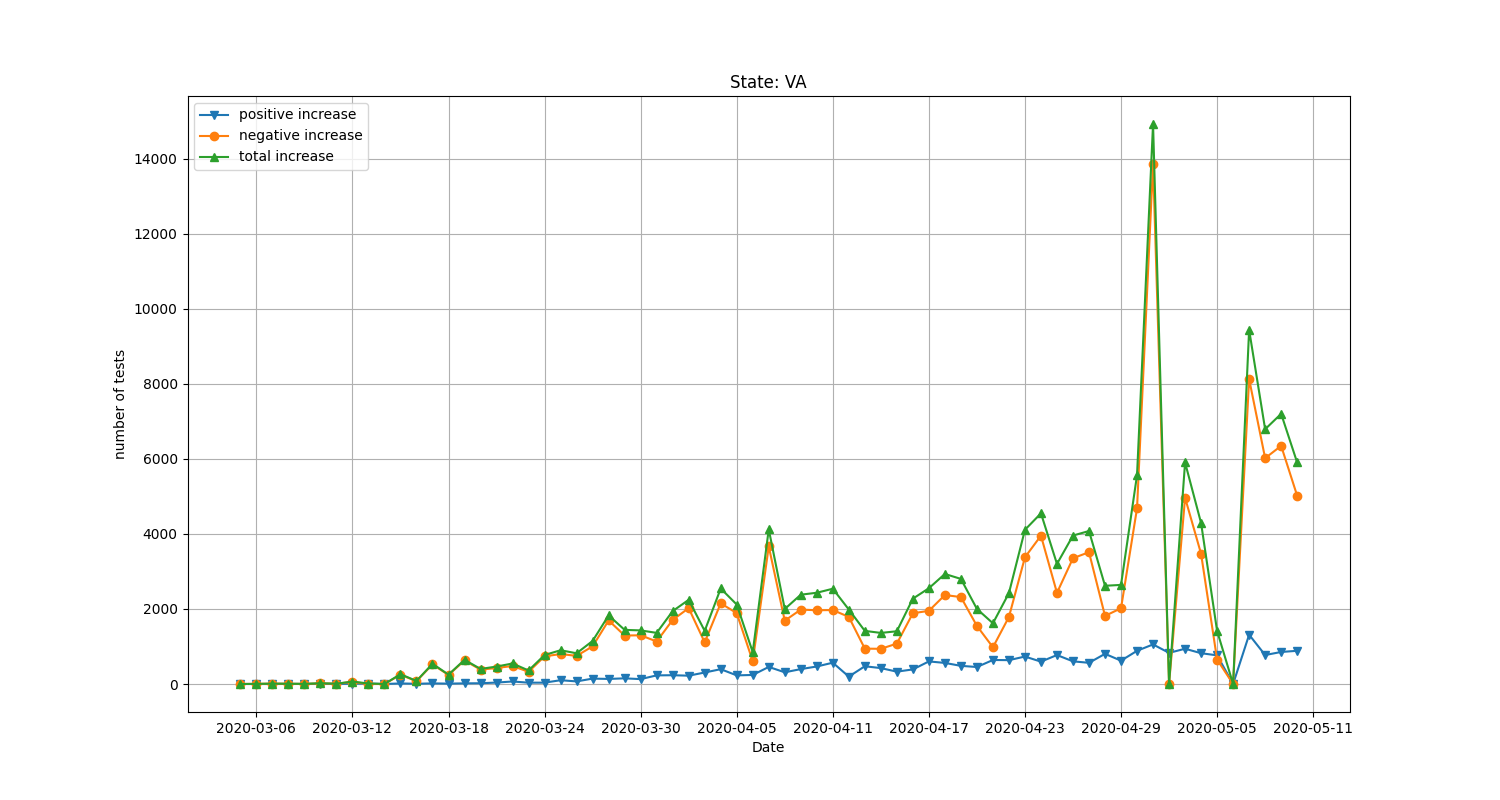 State: VA
positive increase
negative increase
total increase
14000
12000
10000
8000
6000
4000
2000
0
number of tests
2020-03-06 2020-03-12 2020-03-18 2020-03-24 2020-03-30 2020-04-05 2020-04-11 2020-04-17 2020-04-23 2020-04-29 2020-05-05 2020-05-11
Date